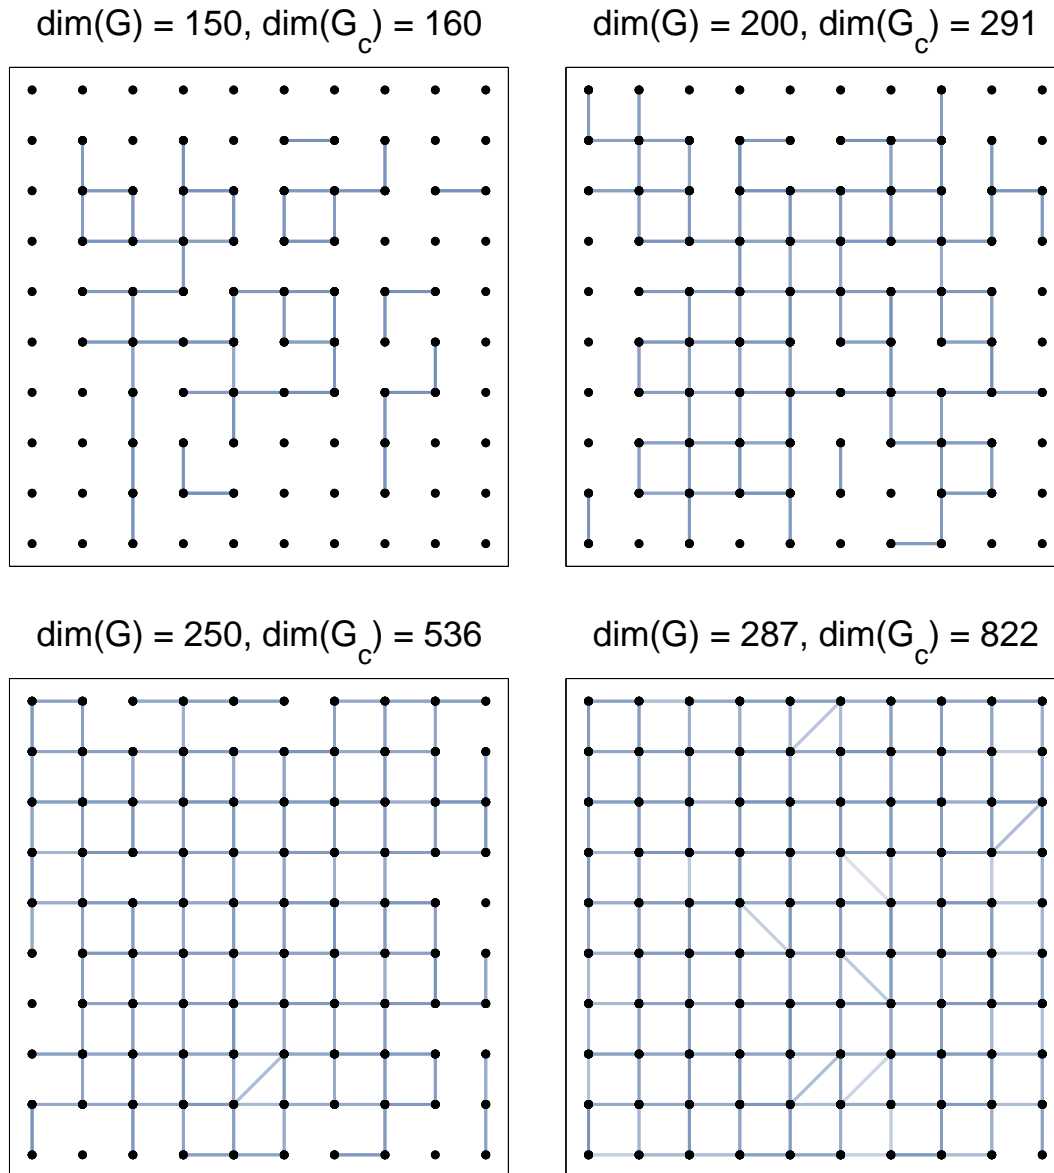 dim(G) = 150, dim(G_c) = 160
dim(G) = 200, dim(G_c) = 291
dim(G) = 250, dim(G_c) = 536
dim(G) = 287, dim(G_c) = 822